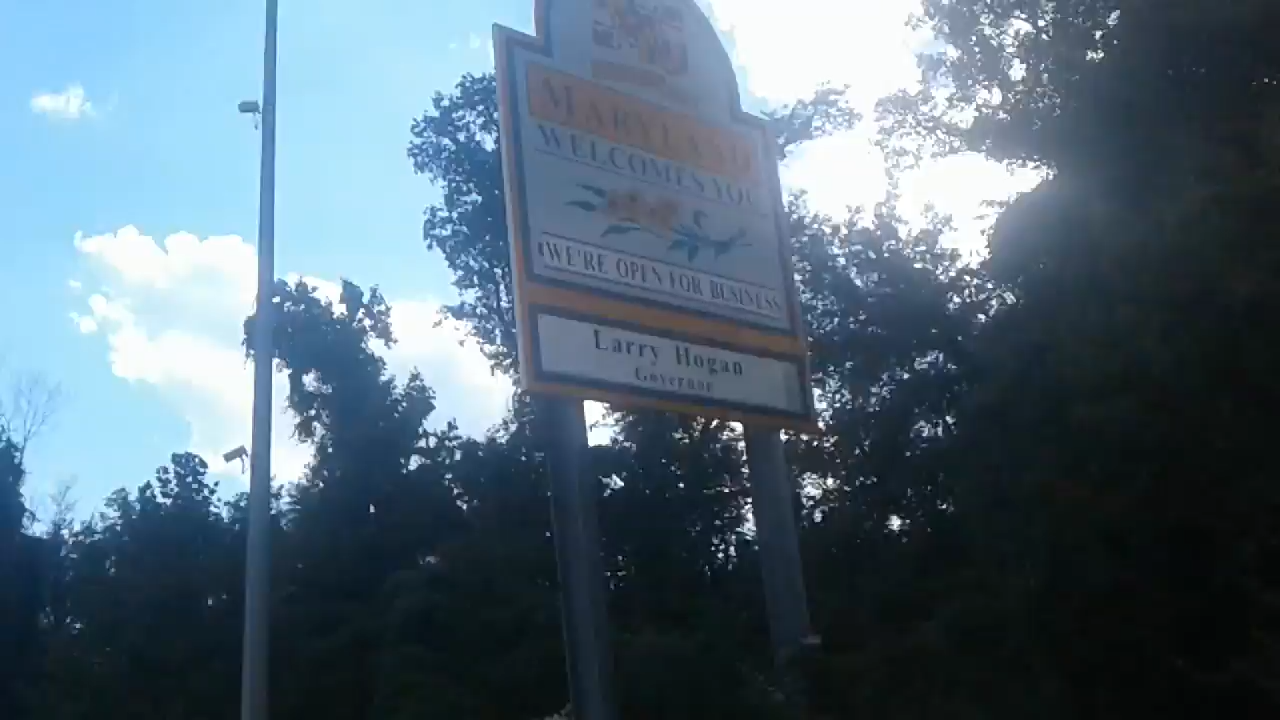 MARYLAND
WELCOMES YOU
WE'RE OPEN FOR BUSINESS
Larry Hogan
Governor